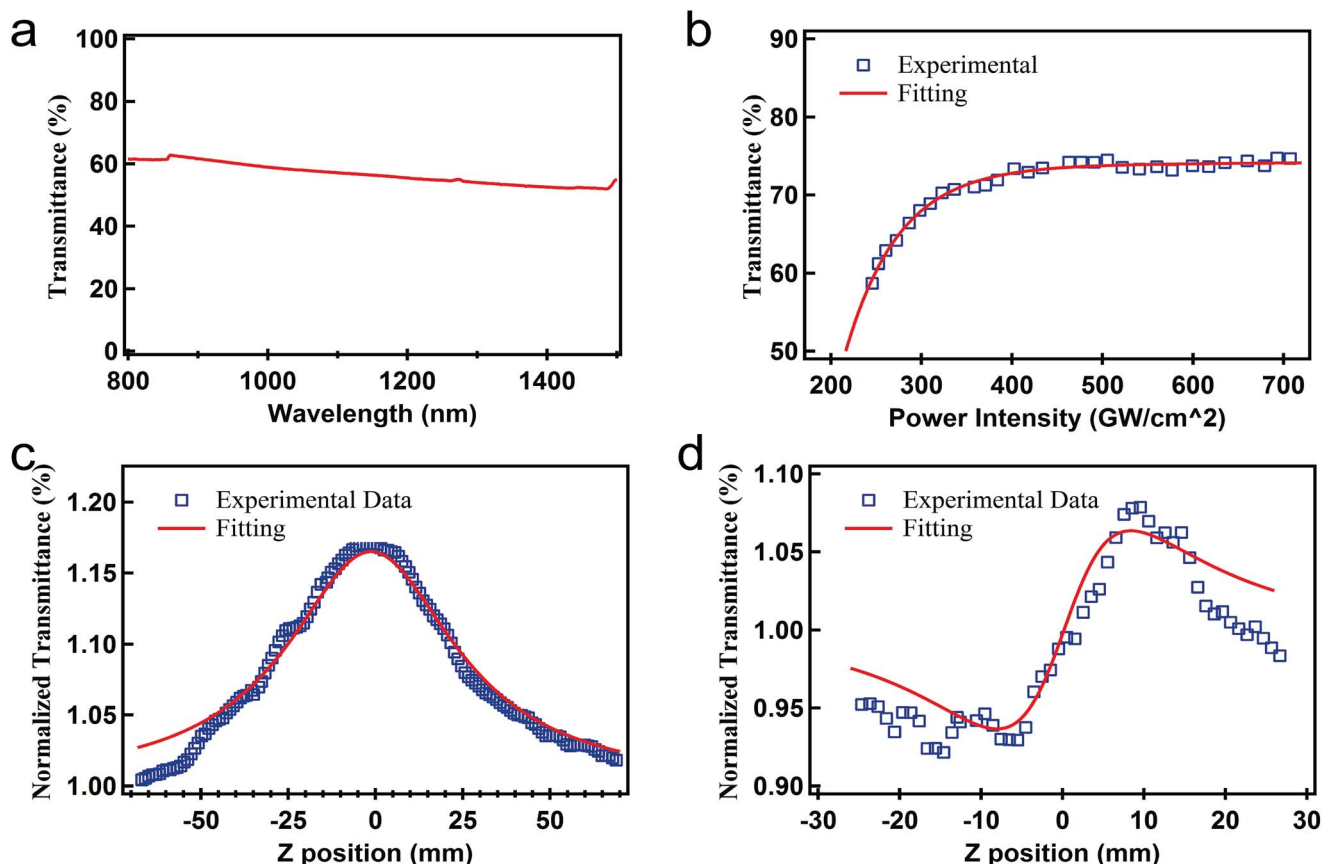 a
100
80
60
40
20
0
Transmittance (%)
800
1000
1200
1400
Wavelength (nm)
b
90
80
70
60
50
Transmittance (%)
Experimental
Fitting
200
300
400
500
600
700
Power Intensity (GW/cm^2)
c
1.20
1.15
1.10
1.05
1.00
Normalized Transmittance (%)
Experimental Data
Fitting
-50
-25
0
25
50
Z position (mm)
d
1.10
1.05
1.00
0.95
0.90
Normalized Transmittance (%)
Experimental Data
Fitting
-30
-20
-10
0
10
20
30
Z position (mm)